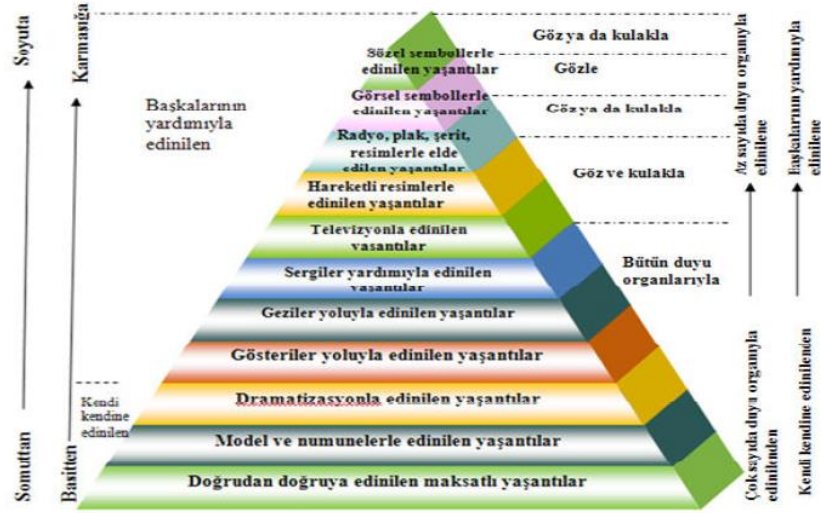 Soyuta
Karmaşığa
Somuttan
Basitten
Başkalarının
yardımıyla
edinilen
Kendi
kendine
edinilen
Sözel sembollerle
edinilen yaşantılar
Görsel sembollerle
edinilen yaşantılar
Radyo, plak, şerit,
resimlerle elde
edilen yaşantılar
Hareketli resimlerle
edinilen yaşantılar
Televizyonla edinilen
yaşantılar
Sergiler yardımıyla edinilen
yaşantılar
Geziler yoluyla edinilen yaşantılar
Gösteriler yoluyla edinilen yaşantılar
Dramatizasyonla edinilen yaşantılar
Model ve numunelerle edinilen yaşantılar
Doğrudan doğruya edinilen maksatlı yaşantılar
Göz ya da kulakla
Gözle
Göz ya da kulakla
Göz ve kulakla
Bütün duyu
organlarıyla
Az sayıda duyu organıyla
edinilene
Çok sayıda duyu organıyla
edinilenden
Başkalarının yardımıyla
edinilene
Kendi kendine edinilenden